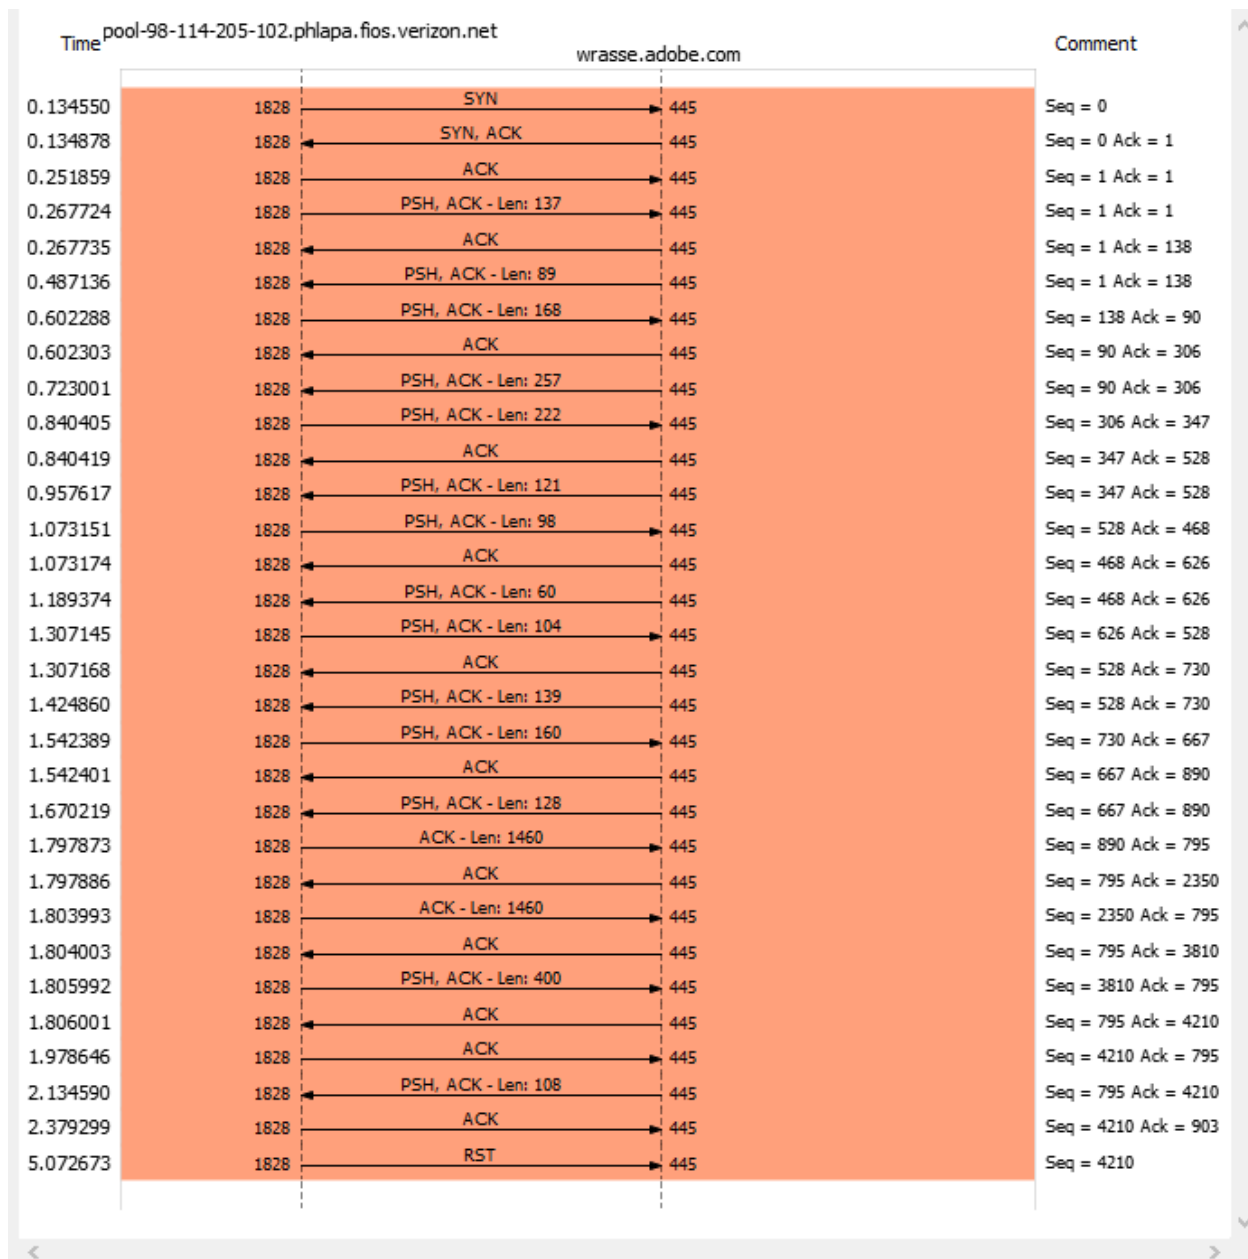 pool-98-114-205-102.phlapa.fios.verizon.net
Time wrasse.adobe.com Comment
0.134550 1828 SYN 445 Seq = 0
0.134878 1828 SYN, ACK 445 Seq = 0 Ack = 1
0.251859 1828 ACK 445 Seq = 1 Ack = 1
0.267724 1828 PSH, ACK - Len: 137 445 Seq = 1 Ack = 1
0.267735 1828 ACK 445 Seq = 1 Ack = 138
0.487136 1828 PSH, ACK - Len: 89 445 Seq = 1 Ack = 138
0.602288 1828 PSH, ACK - Len: 168 445 Seq = 138 Ack = 90
0.602303 1828 ACK 445 Seq = 90 Ack = 306
0.723001 1828 PSH, ACK - Len: 257 445 Seq = 90 Ack = 306
0.840405 1828 PSH, ACK - Len: 222 445 Seq = 306 Ack = 347
0.840419 1828 ACK 445 Seq = 347 Ack = 528
0.957617 1828 PSH, ACK - Len: 121 445 Seq = 347 Ack = 528
1.073151 1828 PSH, ACK - Len: 98 445 Seq = 528 Ack = 468
1.073174 1828 ACK 445 Seq = 468 Ack = 626
1.189374 1828 PSH, ACK - Len: 60 445 Seq = 468 Ack = 626
1.307145 1828 PSH, ACK - Len: 104 445 Seq = 626 Ack = 528
1.307168 1828 ACK 445 Seq = 528 Ack = 730
1.424860 1828 PSH, ACK - Len: 139 445 Seq = 528 Ack = 730
1.542389 1828 PSH, ACK - Len: 160 445 Seq = 730 Ack = 667
1.542401 1828 ACK 445 Seq = 667 Ack = 890
1.670219 1828 PSH, ACK - Len: 128 445 Seq = 667 Ack = 890
1.797873 1828 ACK - Len: 1460 445 Seq = 890 Ack = 795
1.797886 1828 ACK 445 Seq = 795 Ack = 2350
1.803993 1828 ACK - Len: 1460 445 Seq = 2350 Ack = 795
1.804003 1828 ACK 445 Seq = 795 Ack = 3810
1.805992 1828 PSH, ACK - Len: 400 445 Seq = 3810 Ack = 795
1.806001 1828 ACK 445 Seq = 795 Ack = 4210
1.978646 1828 ACK 445 Seq = 4210 Ack = 795
2.134590 1828 PSH, ACK - Len: 108 445 Seq = 795 Ack = 4210
2.379299 1828 ACK 445 Seq = 4210 Ack = 903
5.072673 1828 RST 445 Seq = 4210